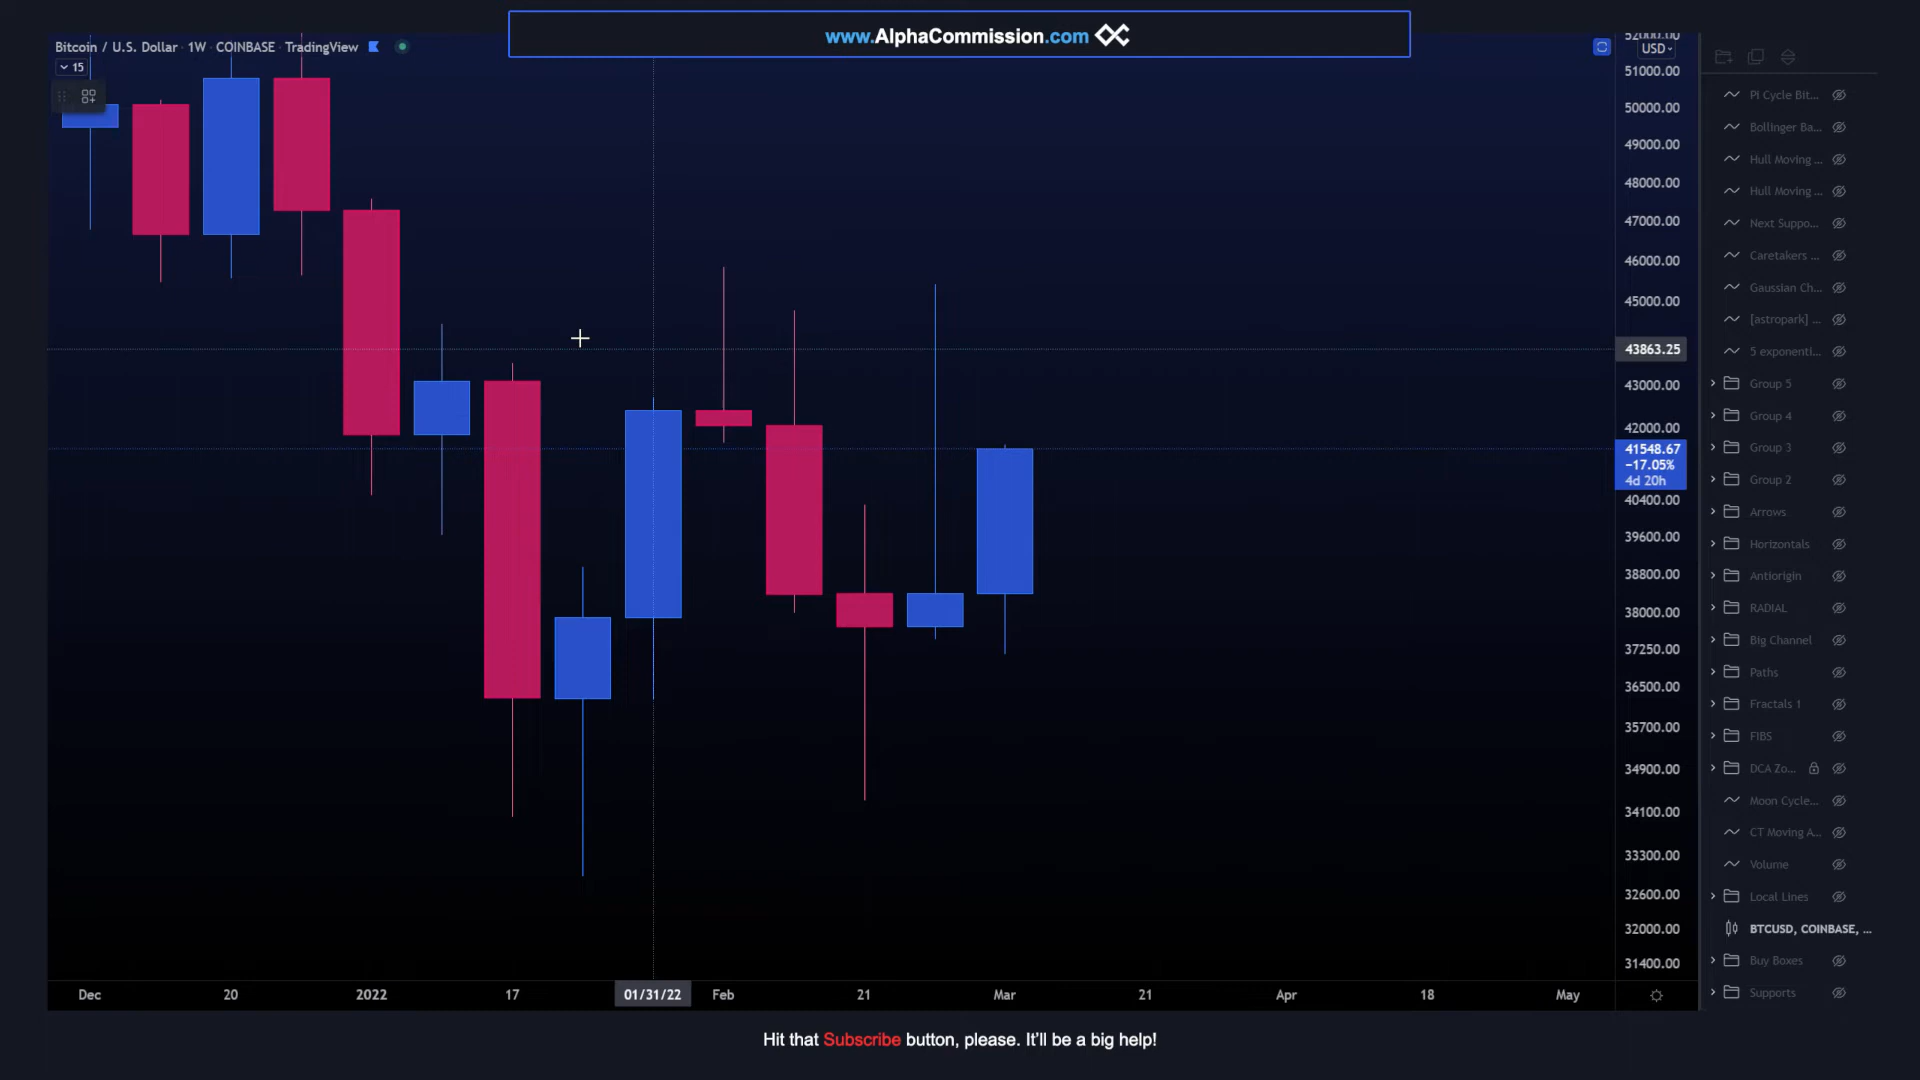 www.AlphaCommission.com
Bitcoin / U.S. Dollar · 1W · COINBASE · TradingView
15
52000.00
USD
51000.00
50000.00
49000.00
48000.00
47000.00
46000.00
45000.00
43863.25
43000.00
42000.00
41548.67
−17.05%
4d 20h
40400.00
39600.00
38800.00
38000.00
37250.00
36500.00
35700.00
34900.00
34100.00
33300.00
32600.00
32000.00
31400.00
Dec
20
2022
17
01/31/22
Feb
21
Mar
21
Apr
18
May
Pi Cycle Bit...
Bollinger Ba...
Hull Moving ...
Hull Moving ...
Next Suppo...
Caretakers ...
Gaussian Ch...
[astropark] ...
5 exponenti...
Group 5
Group 4
Group 3
Group 2
Arrows
Horizontals
Antiorigin
RADIAL
Big Channel
Paths
Fractals 1
FIBS
DCA Zo...
Moon Cycle...
CT Moving A...
Volume
Local Lines
BTCUSD, COINBASE, ...
Buy Boxes
Supports
Hit that Subscribe button, please. It'll be a big help!